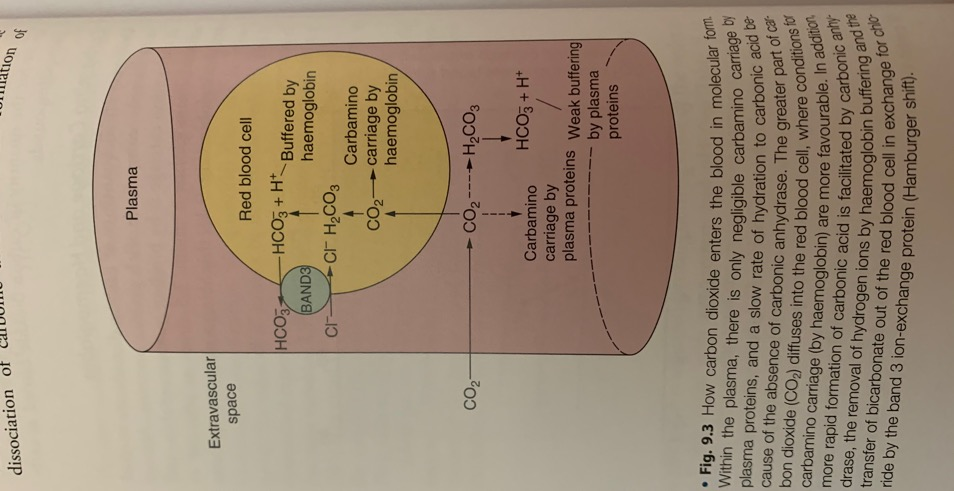 dissociation of
Plasma
Extravascular
space
Red blood cell
HCO₃⁻
HCO₃⁻ + H⁺
Buffered by
haemoglobin
BAND3
Cl⁻
Cl⁻ H₂CO₃
Carbamino
CO₂ carriage by
haemoglobin
CO₂
CO₂
H₂CO₃
HCO₃⁻ + H⁺
Carbamino
carriage by
plasma proteins
Weak buffering
by plasma
proteins
• Fig. 9.3 How carbon dioxide enters the blood in molecular form.
Within the plasma, there is only negligible carbamino carriage by
plasma proteins, and a slow rate of hydration to carbonic acid be-
cause of the absence of carbonic anhydrase. The greater part of car-
bon dioxide (CO₂) diffuses into the red blood cell, where conditions for
carbamino carriage (by haemoglobin) are more favourable. In addition,
more rapid formation of carbonic acid is facilitated by carbonic anhy-
drase, the removal of hydrogen ions by haemoglobin buffering and the
transfer of bicarbonate out of the red blood cell in exchange for chlo-
ride by the band 3 ion-exchange protein (Hamburger shift).